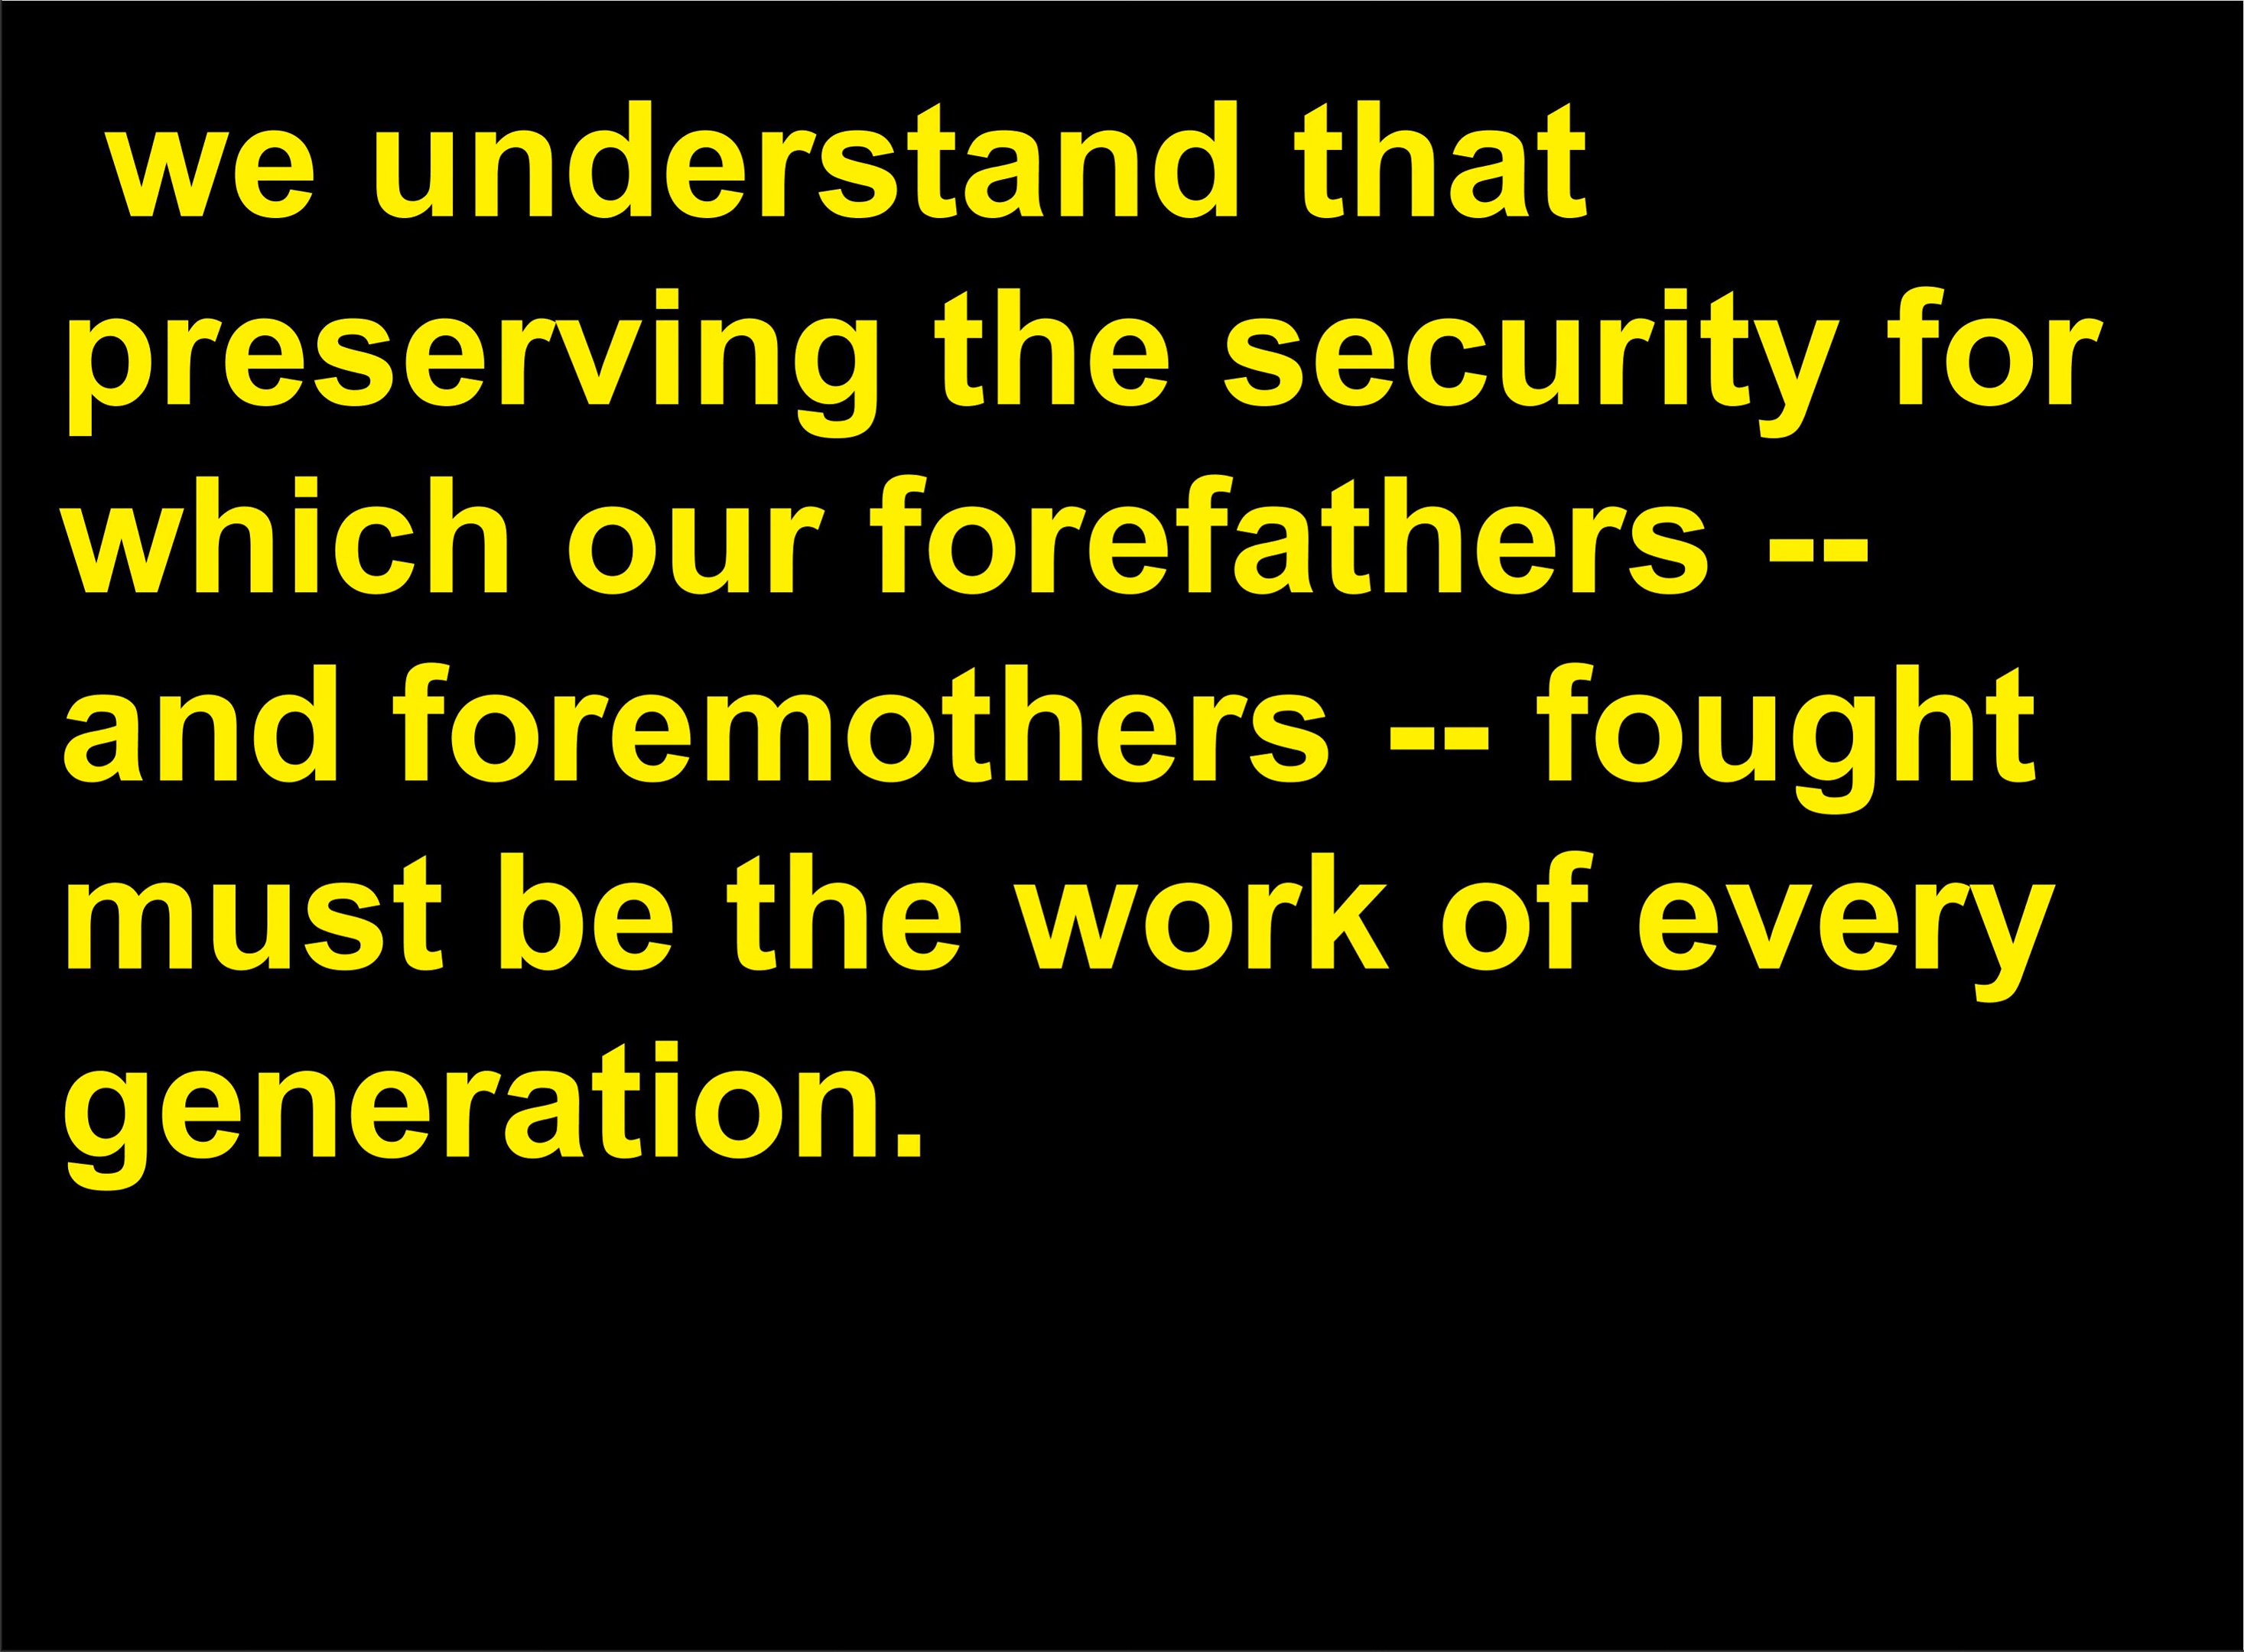 we understand that
preserving the security for
which our forefathers --
and foremothers -- fought
must be the work of every
generation.